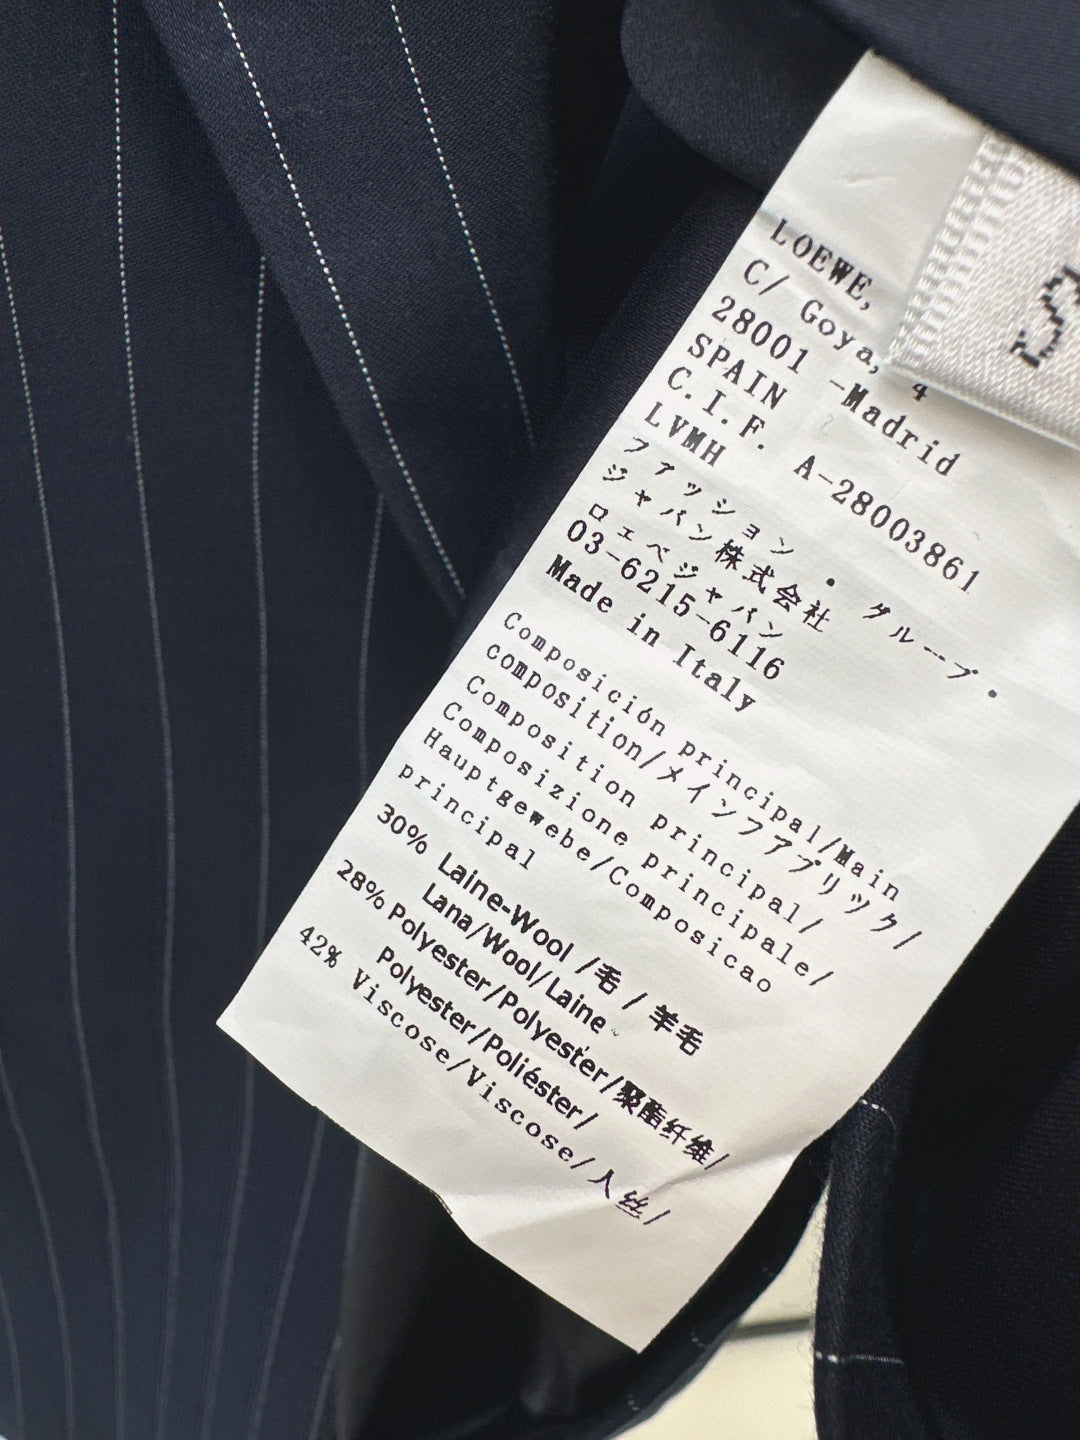 LOEWE,
C/ Goya, 4
28001 -Madrid
SPAIN
C.I.F. A-28003861
LVMH
ファッション・グループ・
ジャパン株式会社
ロエベジャパン
03-6215-6116
Made in Italy
Composición principal/Main
composition/メインファブリック/
Composition principal/
Composizione principale/
Hauptgewebe/Composicao
principal
30% Laine-Wool /毛 / 羊毛
Lana/Wool/Laine
28% Polyester/Polyester/聚酯纤维/
Polyester/Poliéster/
42% Viscose/Viscose/人丝/
S